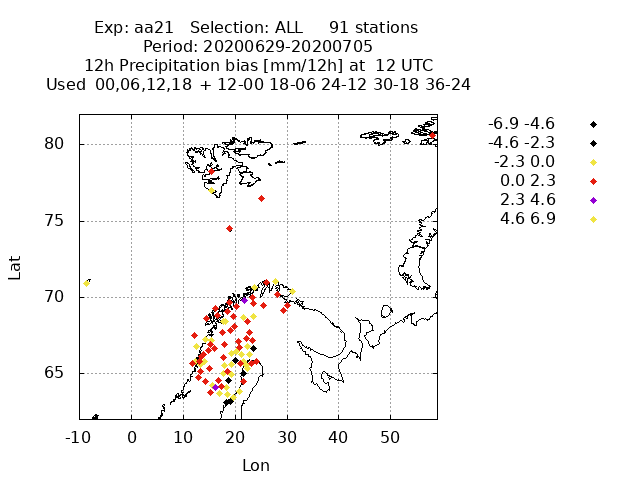 Exp: aa21 Selection: ALL 91 stations
Period: 20200629-20200705
12h Precipitation bias [mm/12h] at 12 UTC
Used 00,06,12,18 + 12-00 18-06 24-12 30-18 36-24
-6.9 -4.6
-4.6 -2.3
-2.3 0.0
0.0 2.3
2.3 4.6
4.6 6.9
80
75
70
65
Lat
-10 0 10 20 30 40 50
Lon